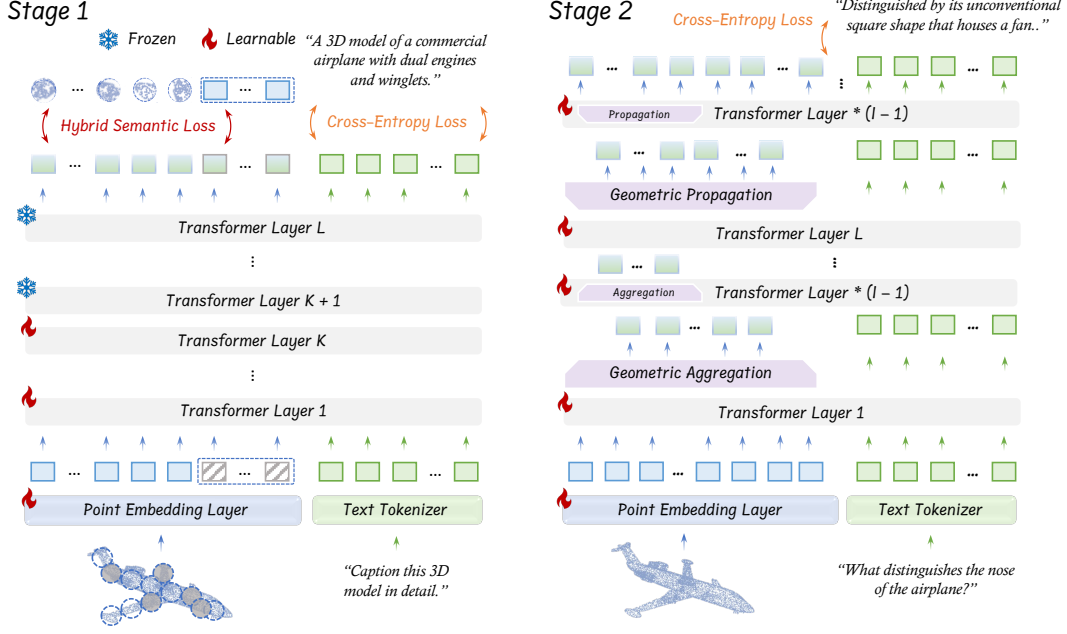 Stage 1
Frozen
Learnable
“A 3D model of a commercial
airplane with dual engines
and winglets.”
...
...
Hybrid Semantic Loss
Cross-Entropy Loss
...
...
...
Transformer Layer L
...
Transformer Layer K + 1
Transformer Layer K
...
Transformer Layer 1
...
...
...
Point Embedding Layer
Text Tokenizer
“Caption this 3D
model in detail.”
Stage 2
Cross-Entropy Loss
“Distinguished by its unconventional
square shape that houses a fan..”
...
...
...
...
Propagation
Transformer Layer * (l – 1)
...
...
...
Geometric Propagation
Transformer Layer L
...
...
Aggregation
Transformer Layer * (l – 1)
...
...
Geometric Aggregation
Transformer Layer 1
...
...
Point Embedding Layer
Text Tokenizer
“What distinguishes the nose
of the airplane?”